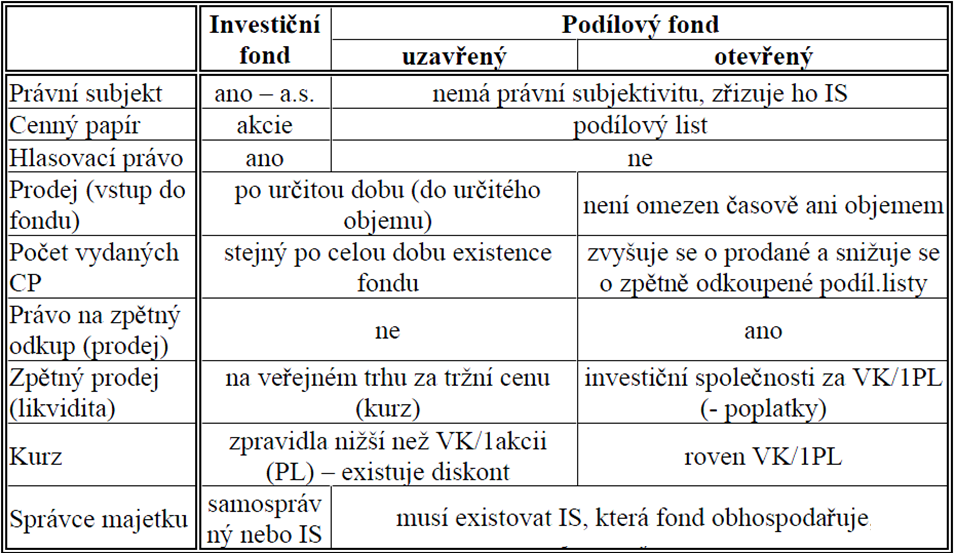 Investiční fond Podílový fond
uzavřený otevřený
Právní subjekt ano – a.s. nemá právní subjektivitu, zřizuje ho IS
Cenný papír akcie podílový list
Hlasovací právo ano ne
Prodej (vstup do fondu) po určitou dobu (do určitého objemu) není omezen časově ani objemem
Počet vydaných CP stejný po celou dobu existence fondu zvyšuje se o prodané a snižuje se o zpětně odkoupené podíl.listy
Právo na zpětný odkup (prodej) ne ano
Zpětný prodej (likvidita) na veřejném trhu za tržní cenu (kurz) investiční společnosti za VK/1PL (- poplatky)
Kurz zpravidla nižší než VK/1akcii (PL) – existuje diskont roven VK/1PL
Správce majetku samospráv ný nebo IS musí existovat IS, která fond obhospodařuje